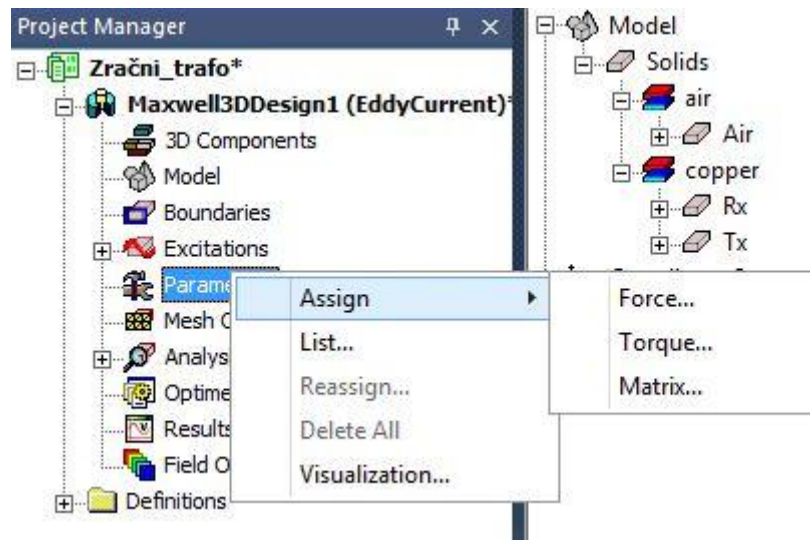 Project Manager
Zračni_trafo*
Maxwell3DDesign1 (EddyCurrent)*
3D Components
Model
Boundaries
Excitations
Param
Mesh
Analys
Optime
Results
Field O
Definitions
Assign
List...
Reassign...
Delete All
Visualization...
Force...
Torque...
Matrix...
Model
Solids
air
Air
copper
Rx
Tx